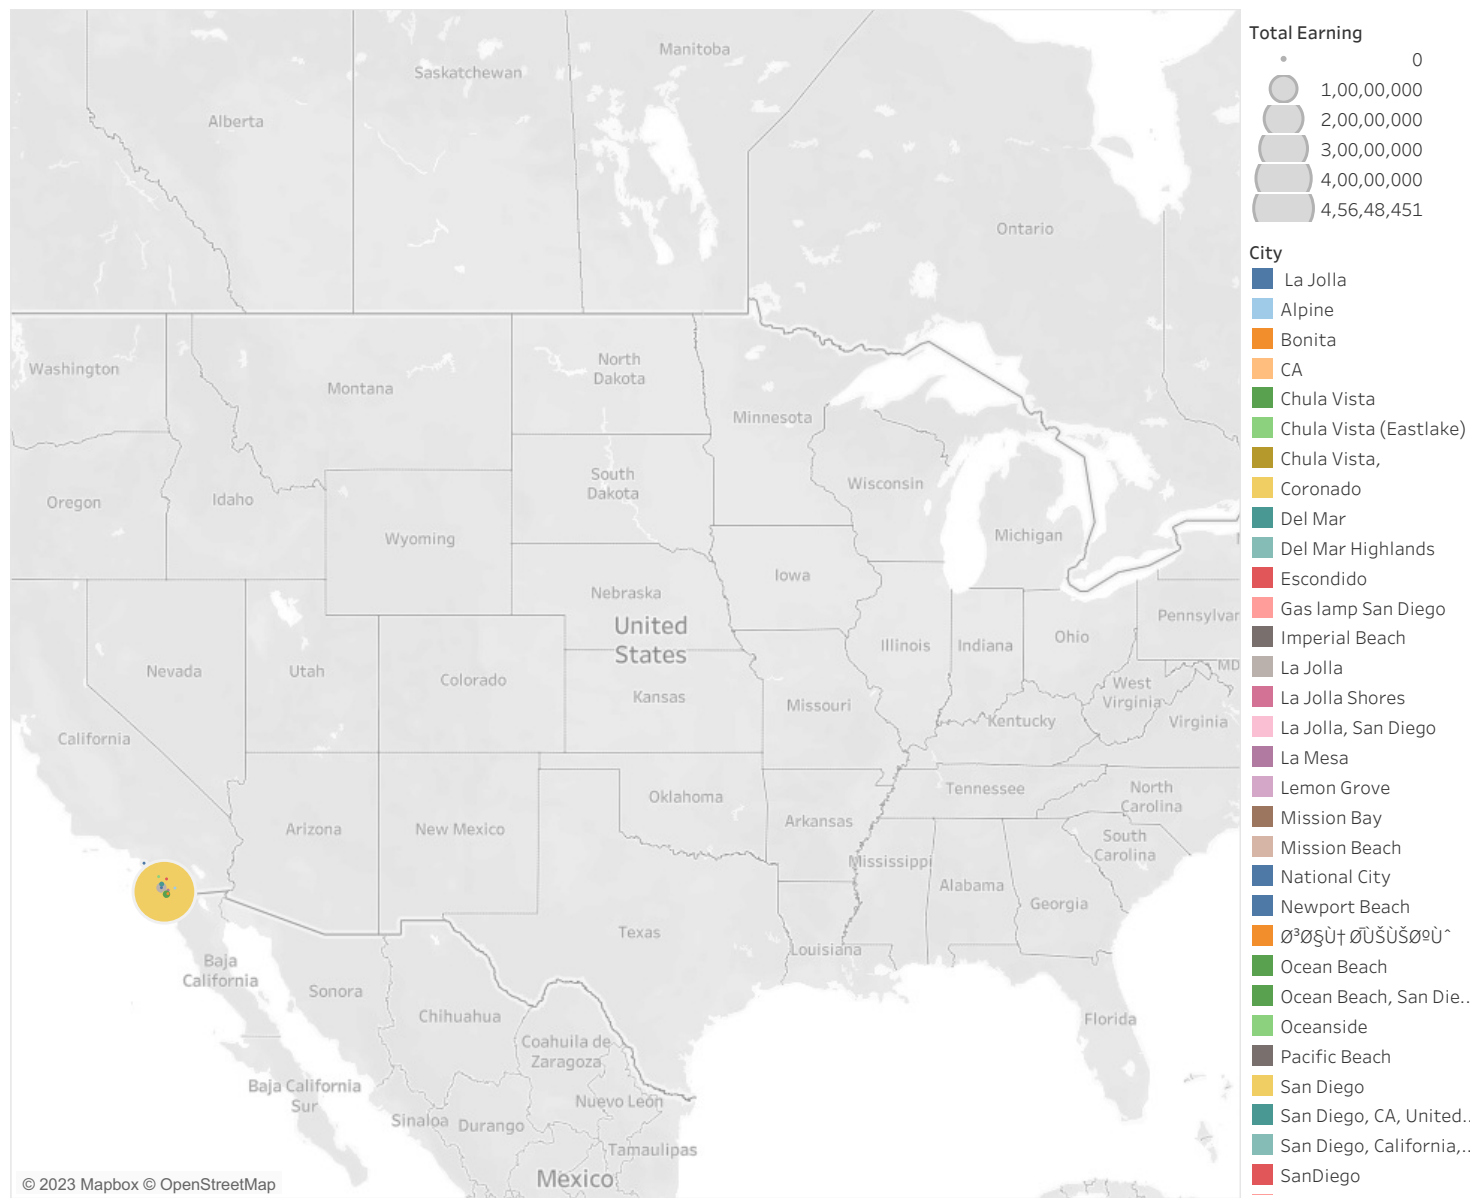 Manitoba
Saskatchewan
Alberta
Ontario
Washington
North
Dakota
Montana
Minnesota
South
Dakota
Wisconsin
Oregon
Idaho
Wyoming
Michigan
Iowa
Nebraska
Pennsylvar
United
States
Illinois
Indiana
Ohio
Nevada
Utah
Colorado
Kansas
MD
West
Virginia
Missouri
Kentucky
Virginia
California
Oklahoma
Tennessee
North
Carolina
Arizona
New Mexico
Arkansas
South
Carolina
Mississippi
Alabama
Georgia
Texas
Louisiana
Baja
California
Sonora
Chihuahua
Florida
Coahuila de
Zaragoza
Baja California
Sur
Nuevo León
Sinaloa
Durango
Tamaulipas
Mexico
© 2023 Mapbox © OpenStreetMap
Total Earning
0
1,00,00,000
2,00,00,000
3,00,00,000
4,00,00,000
4,56,48,451
City
La Jolla
Alpine
Bonita
CA
Chula Vista
Chula Vista (Eastlake)
Chula Vista,
Coronado
Del Mar
Del Mar Highlands
Escondido
Gas lamp San Diego
Imperial Beach
La Jolla
La Jolla Shores
La Jolla, San Diego
La Mesa
Lemon Grove
Mission Bay
Mission Beach
National City
Newport Beach
Ocean Beach
Ocean Beach, San Die..
Oceanside
Pacific Beach
San Diego
San Diego, CA, United..
San Diego, California,..
SanDiego